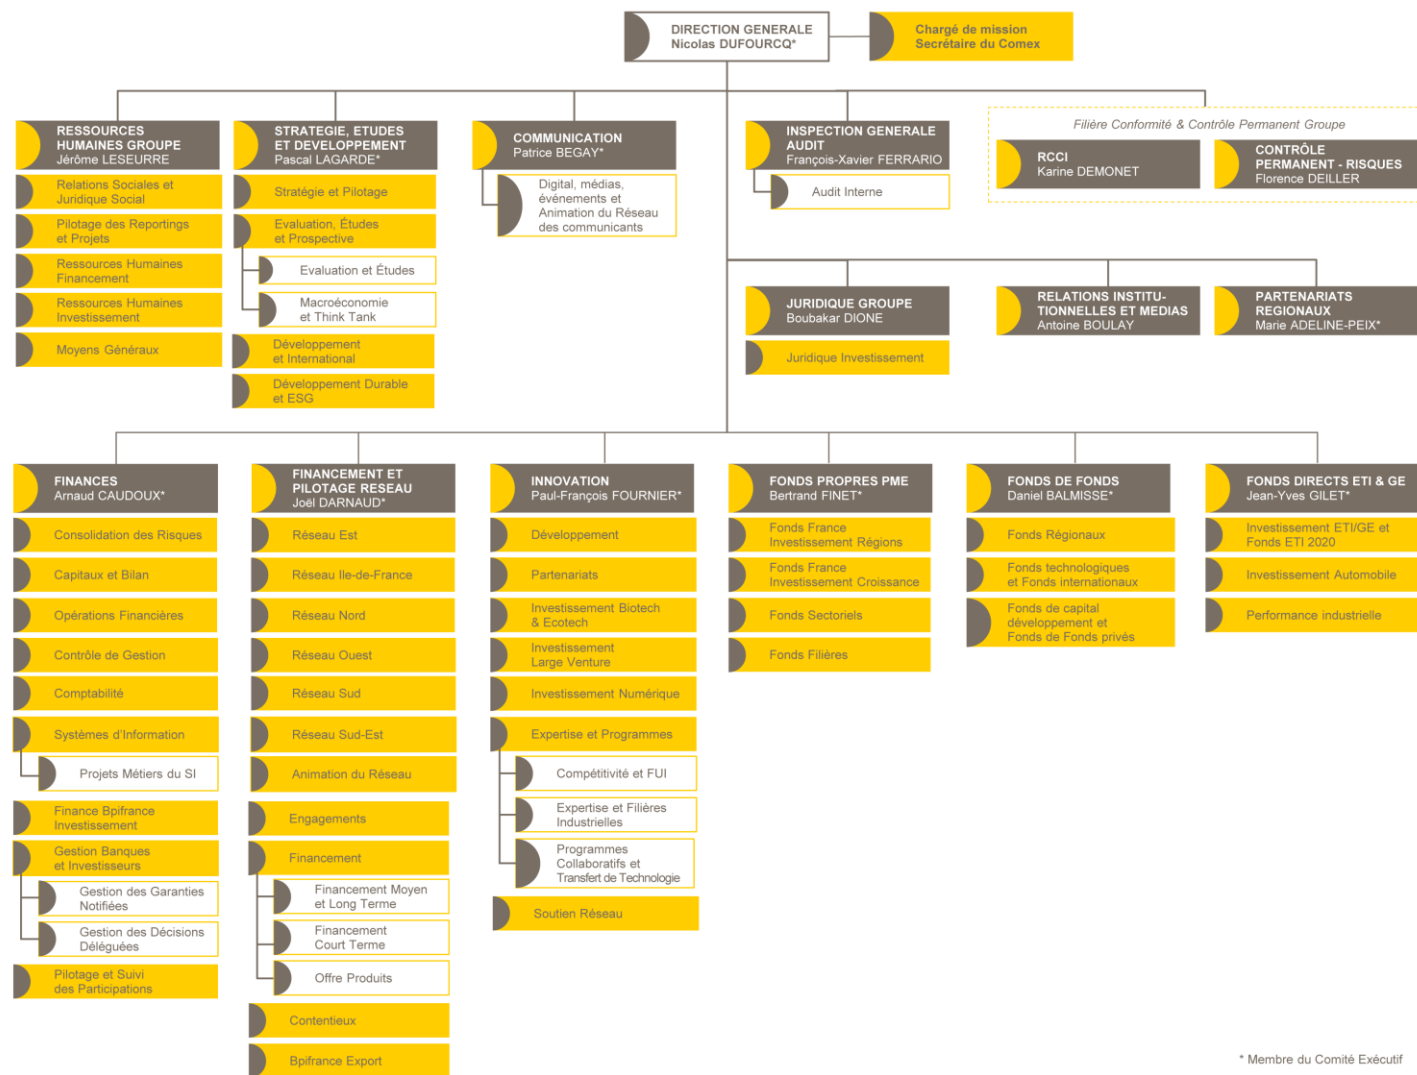 DIRECTION GENERALE
Nicolas DUFOURCQ*
Chargé de mission
Secrétaire du Comex
RESSOURCES
HUMAINES GROUPE
Jérôme LESEURRE
Relations Sociales et
Juridique Social
Pilotage des Reportings
et Projets
Ressources Humaines
Financement
Ressources Humaines
Investissement
Moyens Généraux
STRATEGIE, ETUDES
ET DEVELOPPEMENT
Pascal LAGARDE*
Stratégie et Pilotage
Evaluation, Études
et Prospective
Evaluation et Études
Macroéconomie
et Think Tank
Développement
et International
Développement Durable
et ESG
COMMUNICATION
Patrice BEGAY*
Digital, médias,
événements et
Animation du Réseau
des communicants
INSPECTION GENERALE
AUDIT
François-Xavier FERRARIO
Audit Interne
Filière Conformité & Contrôle Permanent Groupe
RCCI
Karine DEMONET
CONTRÔLE
PERMANENT - RISQUES
Florence DEILLER
JURIDIQUE GROUPE
Boubakar DIONE
Juridique Investissement
RELATIONS INSTITU-
TIONNELLES ET MEDIAS
Antoine BOULAY
PARTENARIATS
REGIONAUX
Marie ADELINE-PEIX*
FINANCES
Arnaud CAUDOUX*
Consolidation des Risques
Capitaux et Bilan
Opérations Financières
Contrôle de Gestion
Comptabilité
Systèmes d'Information
Projets Métiers du SI
Finance Bpifrance
Investissement
Gestion Banques
et Investisseurs
Gestion des Garanties
Notifiées
Gestion des Décisions
Déléguées
Pilotage et Suivi
des Participations
FINANCEMENT ET
PILOTAGE RESEAU
Joël DARNAUD*
Réseau Est
Réseau Ile-de-France
Réseau Nord
Réseau Ouest
Réseau Sud
Réseau Sud-Est
Animation du Réseau
Engagements
Financement
Financement Moyen
et Long Terme
Financement
Court Terme
Offre Produits
Contentieux
Bpifrance Export
INNOVATION
Paul-François FOURNIER*
Développement
Partenariats
Investissement Biotech
& Ecotech
Investissement
Large Venture
Investissement Numérique
Expertise et Programmes
Compétitivité et FUI
Expertise et Filières
Industrielles
Programmes
Collaboratifs et
Transfert de Technologie
Soutien Réseau
FONDS PROPRES PME
Bertrand FINET*
Fonds France
Investissement Régions
Fonds France
Investissement Croissance
Fonds Sectoriels
Fonds Filières
FONDS DE FONDS
Daniel BALMISSE*
Fonds Régionaux
Fonds technologiques
et Fonds internationaux
Fonds de capital
développement et
Fonds de Fonds privés
FONDS DIRECTS ETI & GE
Jean-Yves GILET*
Investissement ETI/GE et
Fonds ETI 2020
Investissement Automobile
Performance industrielle
* Membre du Comité Exécutif